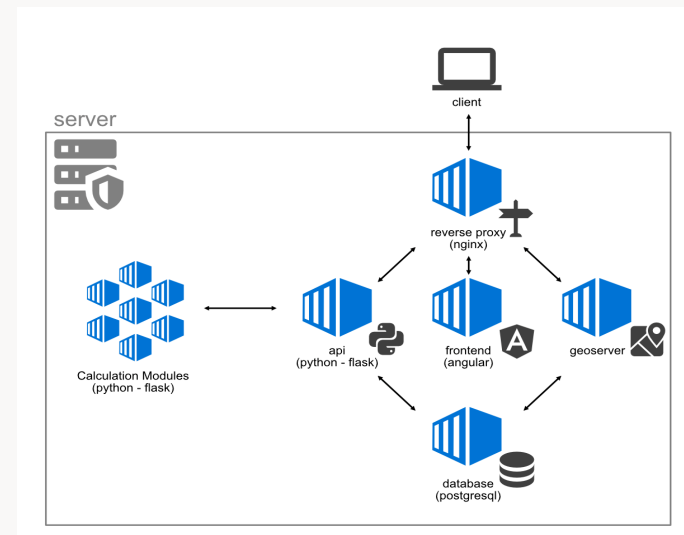 client
server
reverse proxy
(nginx)
api
(python - flask)
frontend
(angular)
A
geoserver
Calculation Modules
(python - flask)
database
(postgresql)